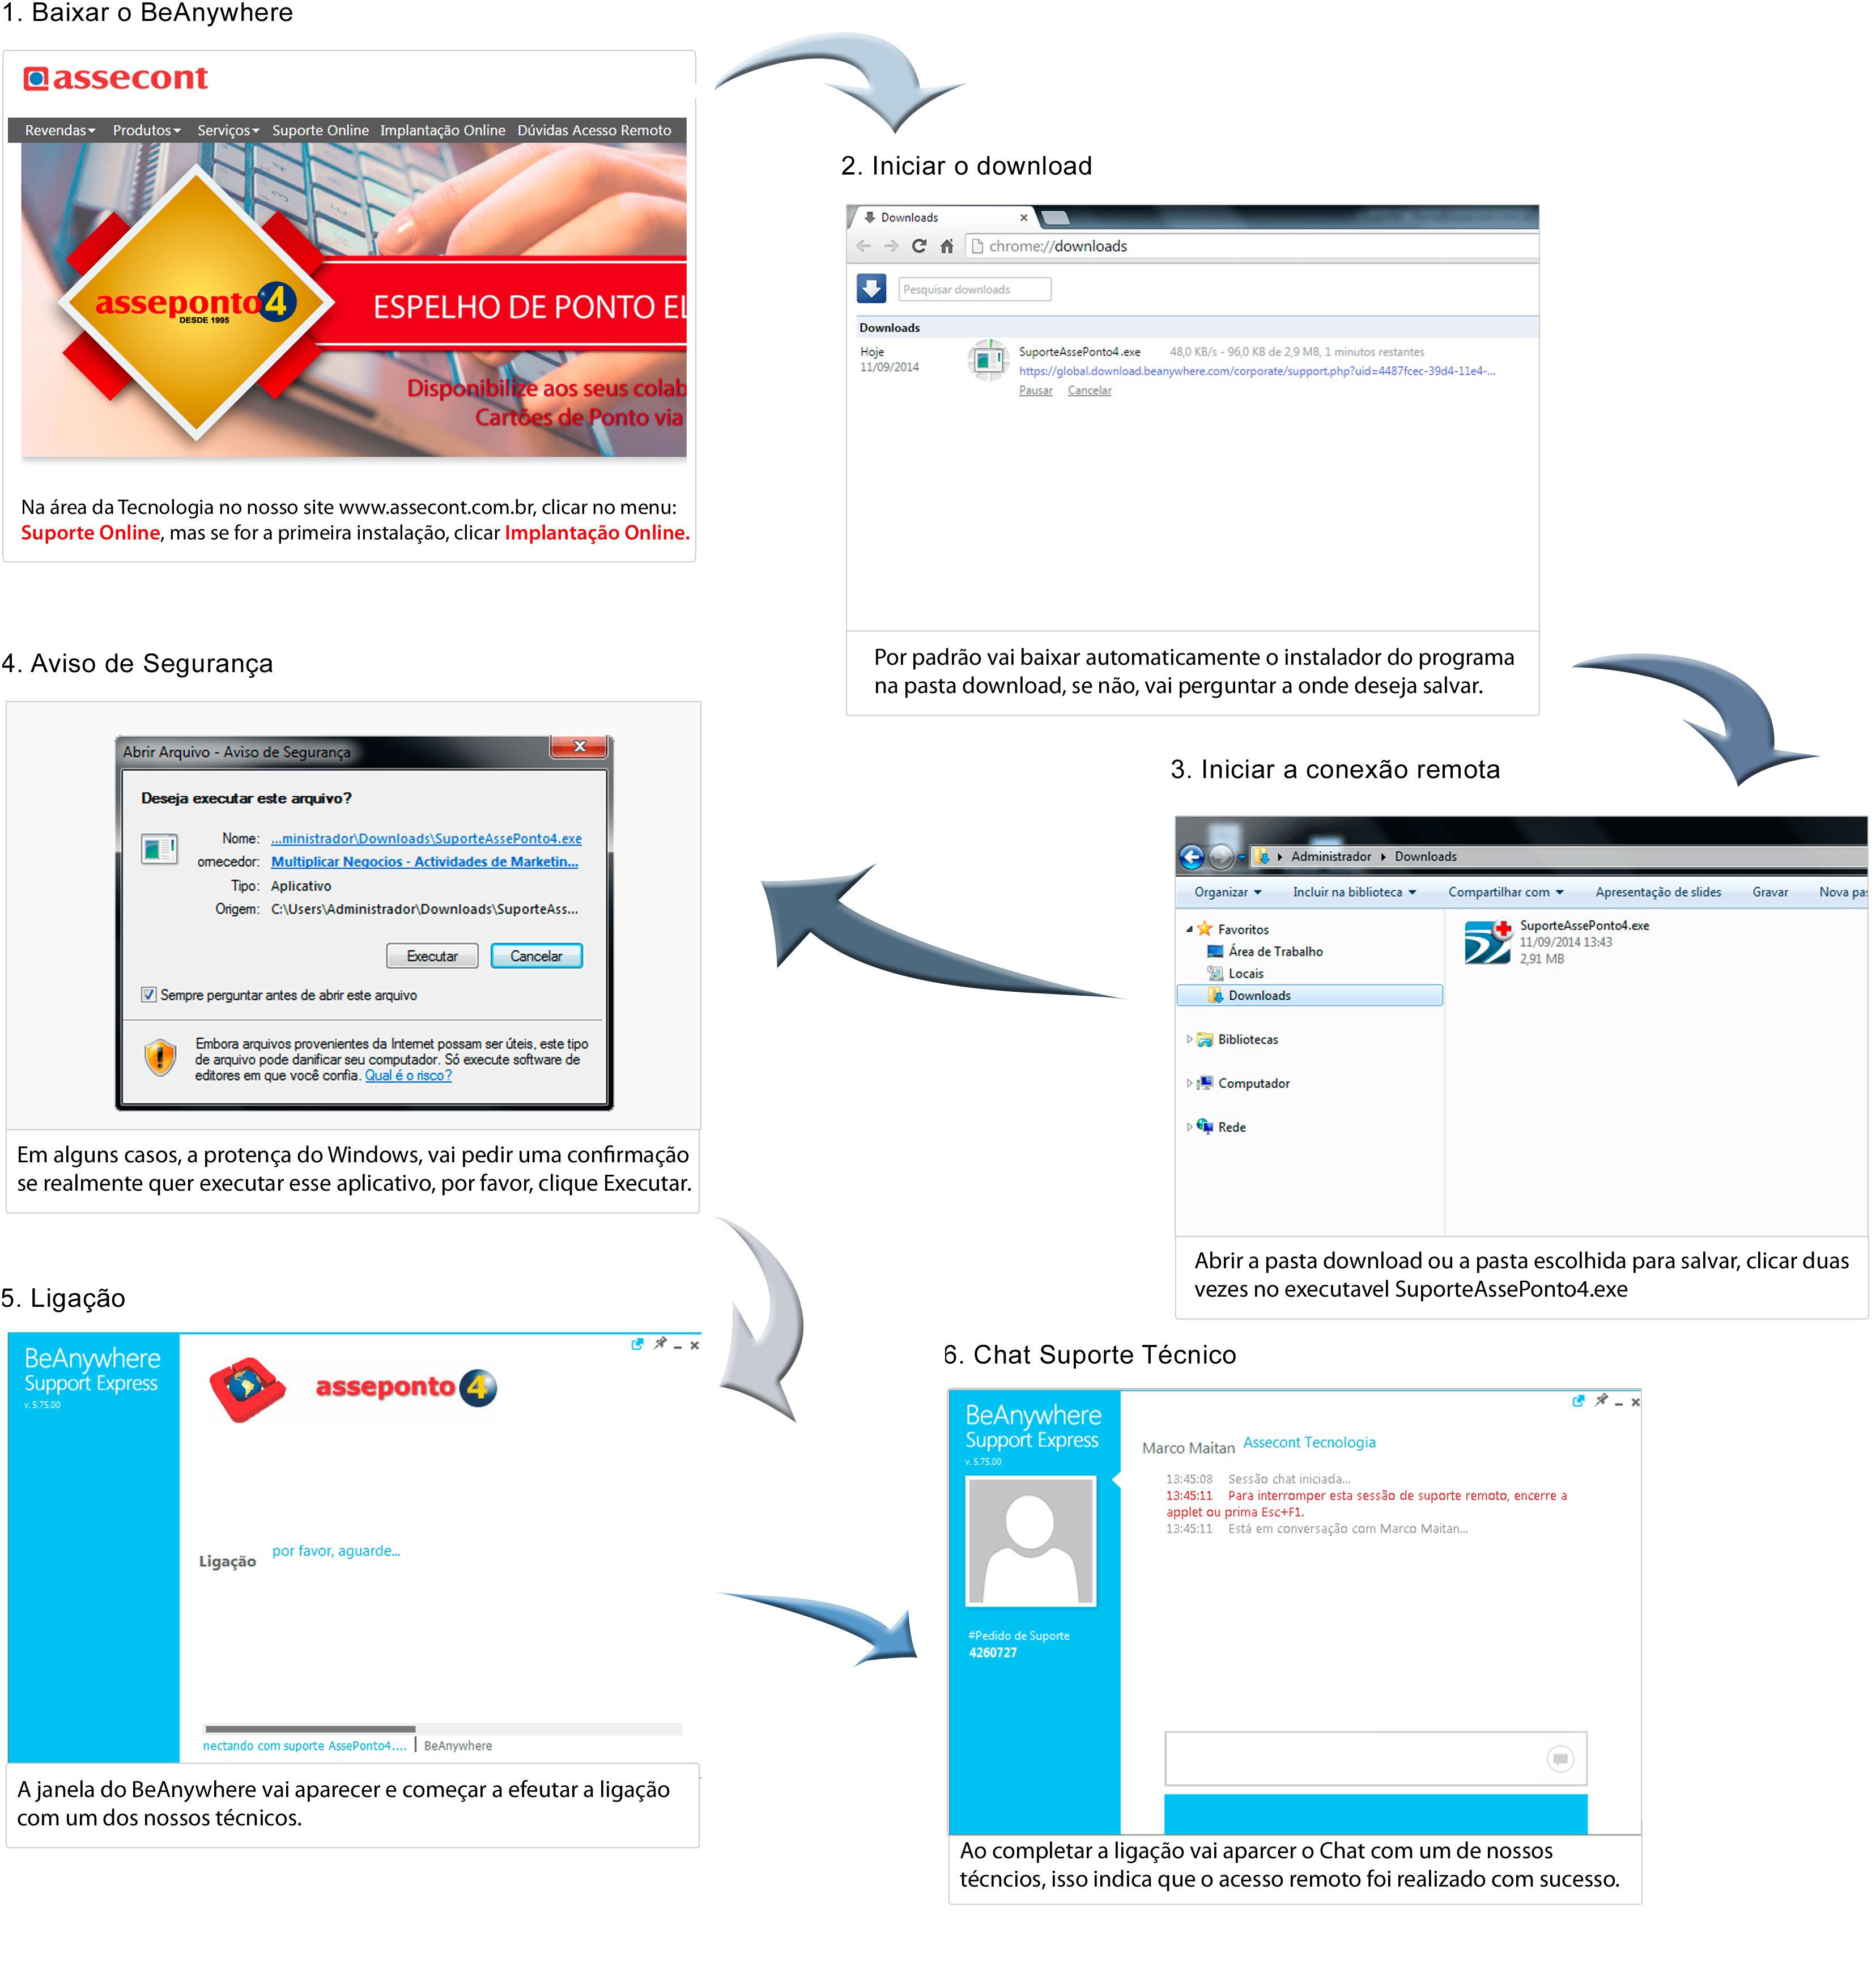 1. Baixar o BeAnywhere
assecont
Revendas Produtos Serviços Suporte Online Implantação Online Dúvidas Acesso Remoto
asseponto4
DESDE 1995
ESPELHO DE PONTO EL
Disponibilize aos seus colab
Cartões de Ponto via
Na área da Tecnologia no nosso site www.assecont.com.br, clicar no menu:
Suporte Online, mas se for a primeira instalação, clicar Implantação Online.
2. Iniciar o download
Downloads
chrome://downloads
Pesquisar downloads
Downloads
Hoje
11/09/2014
SuporteAssePonto4.exe 48,0 KB/s - 96,0 KB de 2,9 MB, 1 minutos restantes
https://global.download.beanywhere.com/corporate/support.php?uid=4487fcec-39d4-11e4-...
Pausar Cancelar
Por padrão vai baixar automaticamente o instalador do programa
na pasta download, se não, vai perguntar a onde deseja salvar.
3. Iniciar a conexão remota
Administrador Downloads
Organizar Incluir na biblioteca Compartilhar com Apresentação de slides Gravar Nova pas
Favoritos
Área de Trabalho
Locais
Downloads
Bibliotecas
Computador
Rede
SuporteAssePonto4.exe
11/09/2014 13:43
2,91 MB
Abrir a pasta download ou a pasta escolhida para salvar, clicar duas
vezes no executavel SuporteAssePonto4.exe
4. Aviso de Segurança
Abrir Arquivo - Aviso de Segurança
Deseja executar este arquivo?
Nome: ...ministrador\Downloads\SuporteAssePonto4.exe
ornecedor: Multiplicar Negocios - Actividades de Marketin...
Tipo: Aplicativo
Origem: C:\Users\Administrador\Downloads\SuporteAss...
Executar Cancelar
Sempre perguntar antes de abrir este arquivo
Embora arquivos provenientes da Internet possam ser úteis, este tipo
de arquivo pode danificar seu computador. Só execute software de
editores em que você confia. Qual é o risco?
Em alguns casos, a protença do Windows, vai pedir uma confirmação
se realmente quer executar esse aplicativo, por favor, clique Executar.
5. Ligação
BeAnywhere
Support Express
v. 5.75.00
asseponto4
Ligação por favor, aguarde...
nectando com suporte AssePonto4.... | BeAnywhere
A janela do BeAnywhere vai aparecer e começar a efeutar a ligação
com um dos nossos técnicos.
6. Chat Suporte Técnico
BeAnywhere
Support Express
v. 5.75.00
#Pedido de Suporte
4260727
Marco Maitan Assecont Tecnologia
13:45:08 Sessão chat iniciada...
13:45:11 Para interromper esta sessão de suporte remoto, encerre a
applet ou prima Esc+F1.
13:45:11 Está em conversação com Marco Maitan...
Ao completar a ligação vai aparcer o Chat com um de nossos
técncios, isso indica que o acesso remoto foi realizado com sucesso.